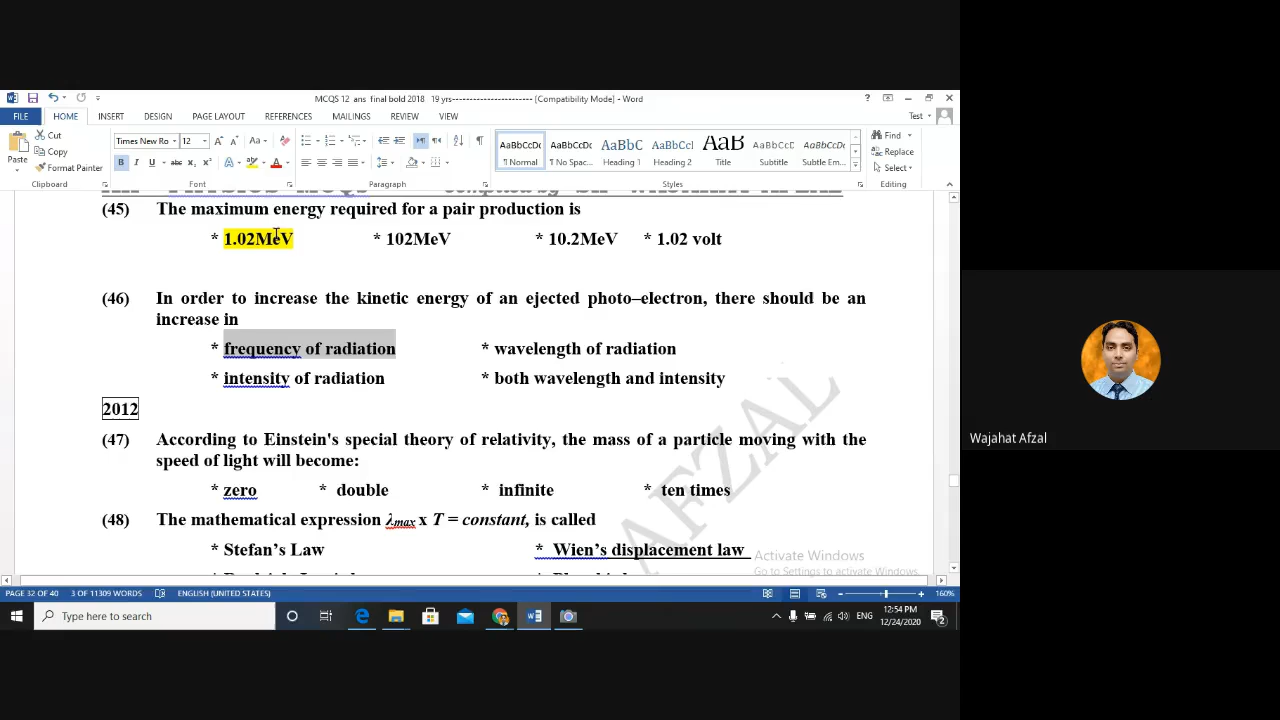 MCQS 12 ans final bold 2018 19 yrs----------------------- [Compatibility Mode] - Word
FILE HOME INSERT DESIGN PAGE LAYOUT REFERENCES MAILINGS REVIEW VIEW Test
Paste Cut Copy Format Painter
Times New Ro 12
AaBbCcDc AaBbCcDc AaBbC AaBbCcI AaB AaBbCcD AaBbCcD
¶ Normal ¶ No Spac... Heading 1 Heading 2 Title Subtitle Subtle Em...
Find Replace Select
Clipboard Font Paragraph Styles Editing
(45) The maximum energy required for a pair production is
* 1.02MeV * 102MeV * 10.2MeV * 1.02 volt
(46) In order to increase the kinetic energy of an ejected photo–electron, there should be an
increase in
* frequency of radiation * wavelength of radiation
* intensity of radiation * both wavelength and intensity
2012
(47) According to Einstein's special theory of relativity, the mass of a particle moving with the
speed of light will become:
* zero * double * infinite * ten times
(48) The mathematical expression λmax x T = constant, is called
* Stefan's Law * Wien's displacement law
AFZAL
Activate Windows
Go to Settings to activate Windows.
PAGE 32 OF 40 3 OF 11309 WORDS ENGLISH (UNITED STATES) 160%
Type here to search
ENG
12:54 PM
12/24/2020
2
Wajahat Afzal